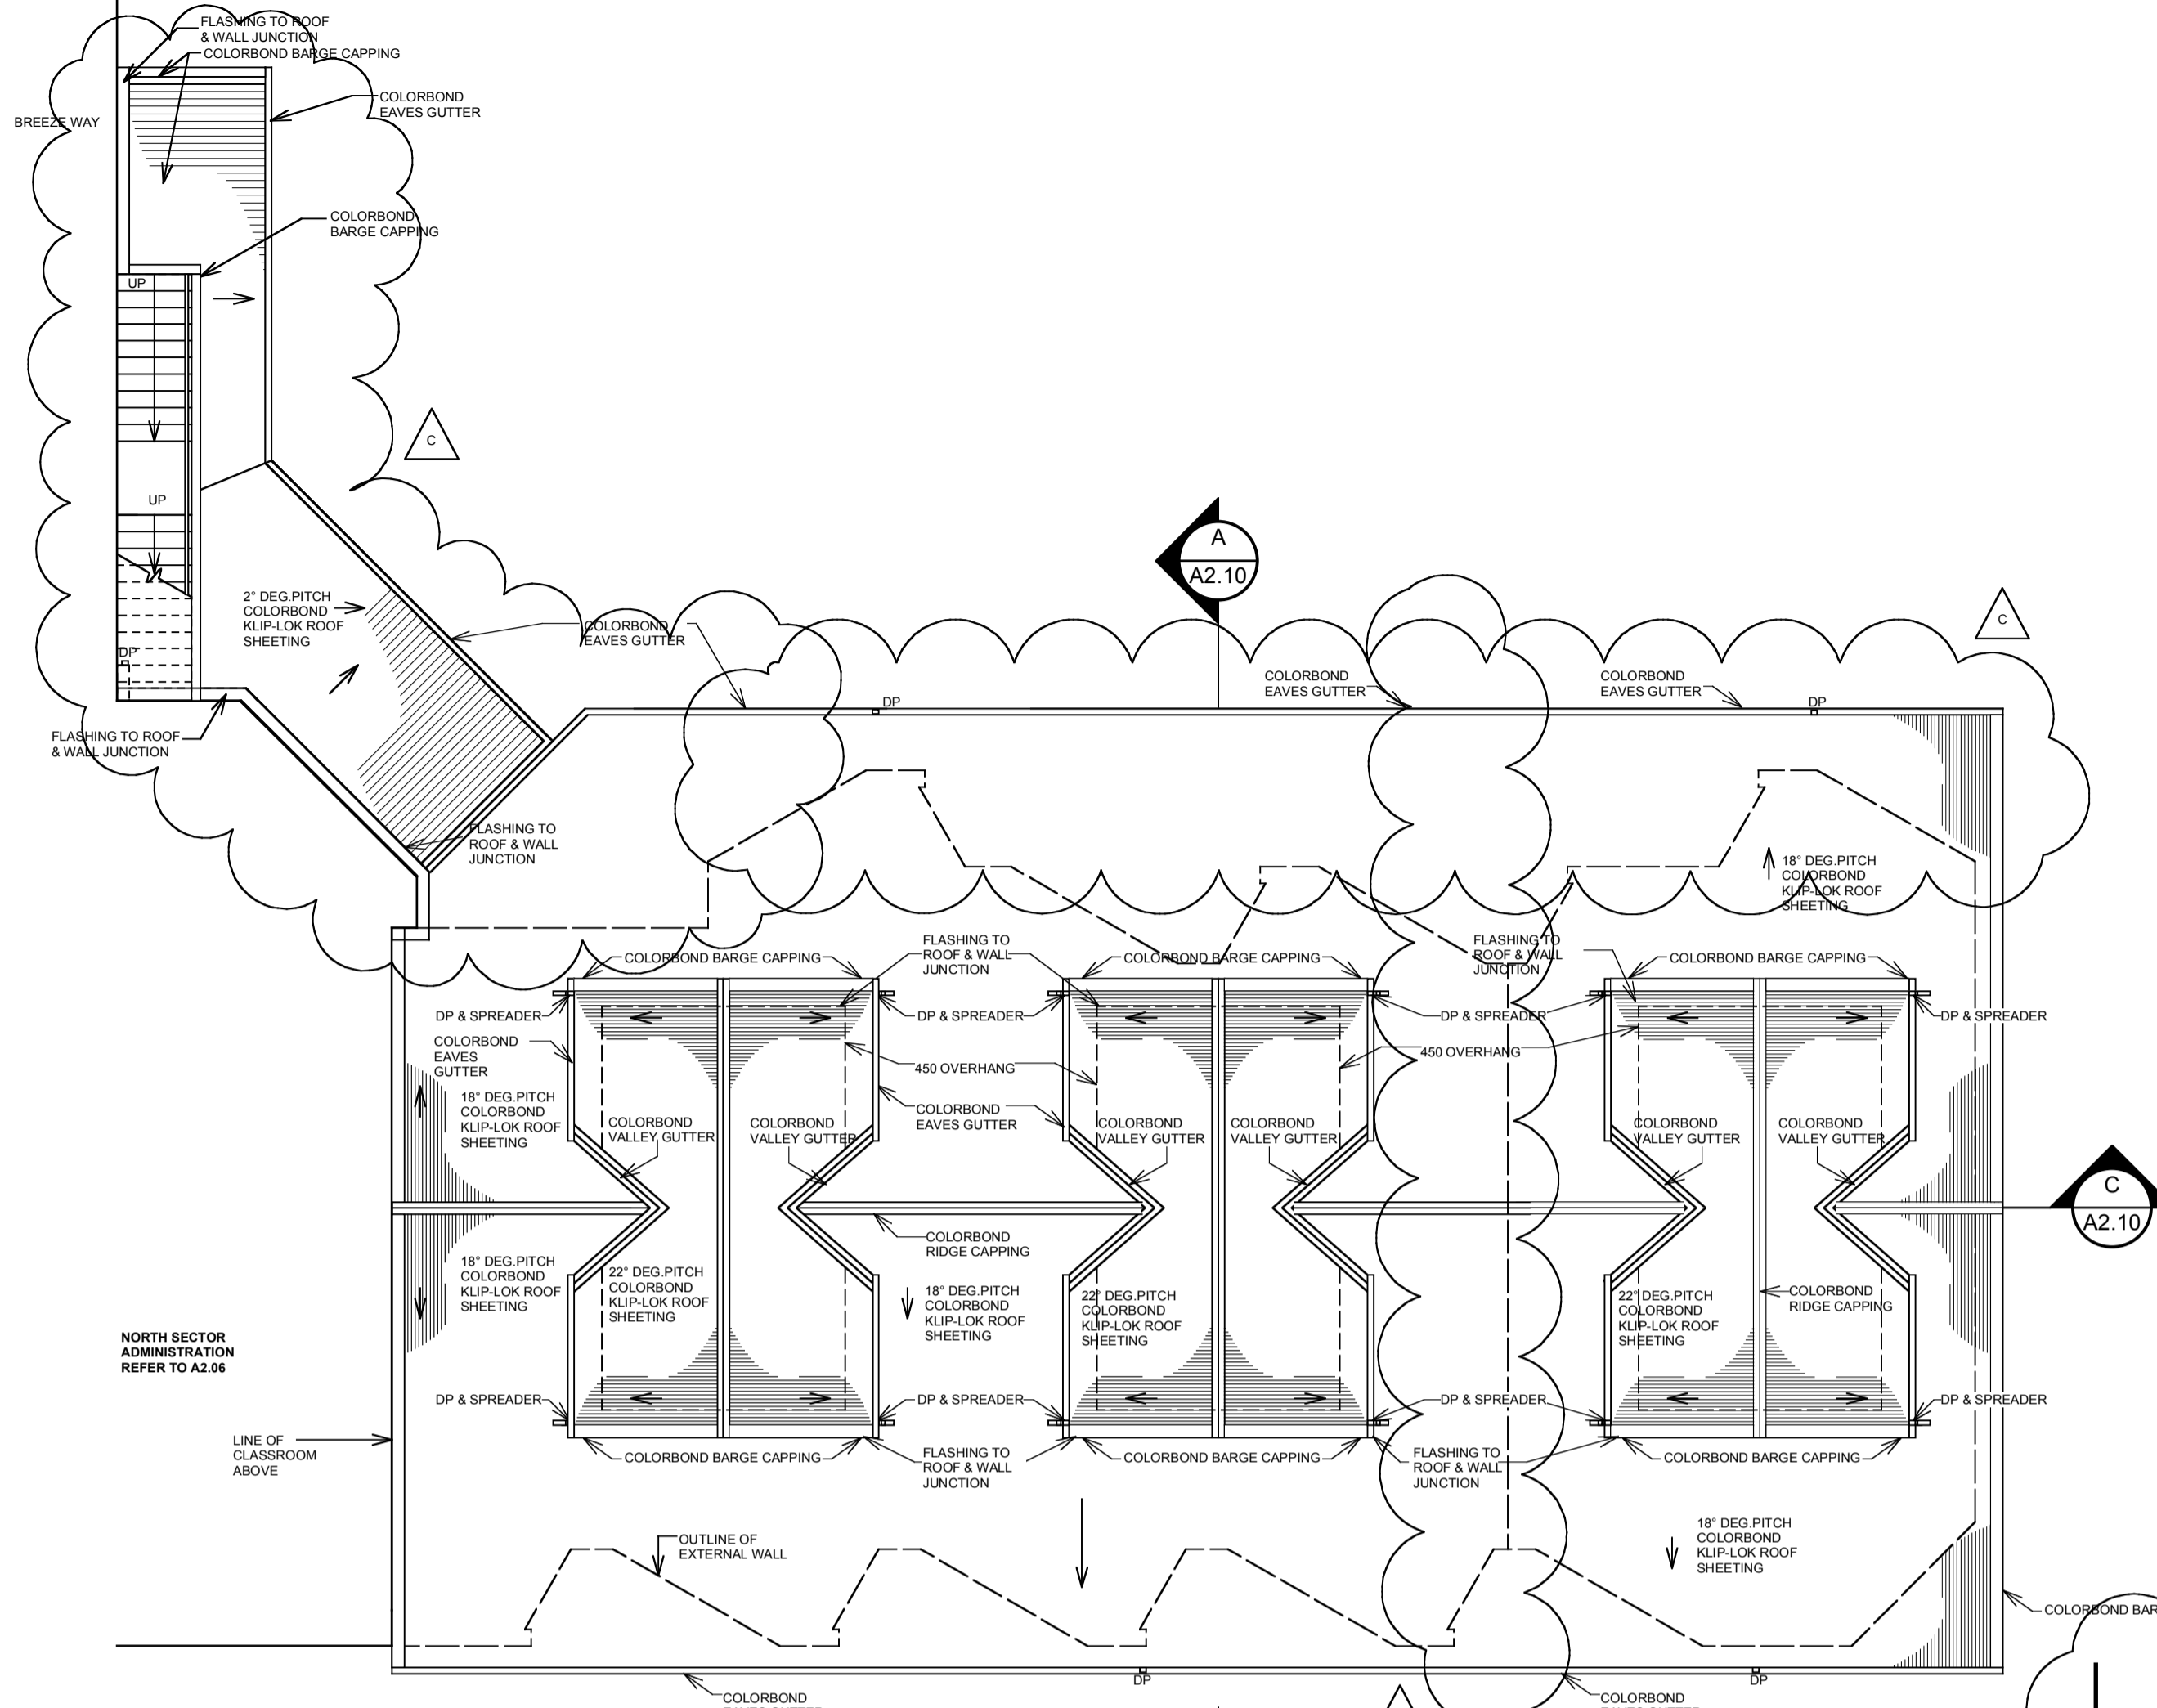 FLASHING TO ROOF
& WALL JUNCTION
COLORBOND BARGE CAPPING
COLORBOND
EAVES GUTTER
BREEZE WAY
COLORBOND
BARGE CAPPING
UP
C
UP
A
A2.10
2° DEG.PITCH
COLORBOND
KLIP-LOK ROOF
SHEETING
COLORBOND
EAVES GUTTER
C
DP
COLORBOND
EAVES GUTTER
COLORBOND
EAVES GUTTER
DP
DP
FLASHING TO ROOF
& WALL JUNCTION
FLASHING TO
ROOF & WALL
JUNCTION
18° DEG.PITCH
COLORBOND
KLIP-LOK ROOF
SHEETING
COLORBOND BARGE CAPPING
FLASHING TO
ROOF & WALL
JUNCTION
COLORBOND BARGE CAPPING
FLASHING TO
ROOF & WALL
JUNCTION
COLORBOND BARGE CAPPING
DP & SPREADER
DP & SPREADER
DP & SPREADER
DP & SPREADER
COLORBOND
EAVES
GUTTER
450 OVERHANG
450 OVERHANG
18° DEG.PITCH
COLORBOND
KLIP-LOK ROOF
SHEETING
COLORBOND
VALLEY GUTTER
COLORBOND
VALLEY GUTTER
COLORBOND
EAVES GUTTER
COLORBOND
VALLEY GUTTER
COLORBOND
VALLEY GUTTER
COLORBOND
VALLEY GUTTER
COLORBOND
VALLEY GUTTER
C
A2.10
COLORBOND
RIDGE CAPPING
18° DEG.PITCH
COLORBOND
KLIP-LOK ROOF
SHEETING
22° DEG.PITCH
COLORBOND
KLIP-LOK ROOF
SHEETING
18° DEG.PITCH
COLORBOND
KLIP-LOK ROOF
SHEETING
22° DEG.PITCH
COLORBOND
KLIP-LOK ROOF
SHEETING
22° DEG.PITCH
COLORBOND
KLIP-LOK ROOF
SHEETING
COLORBOND
RIDGE CAPPING
NORTH SECTOR
ADMINISTRATION
REFER TO A2.06
DP & SPREADER
DP & SPREADER
DP & SPREADER
DP & SPREADER
LINE OF
CLASSROOM
ABOVE
COLORBOND BARGE CAPPING
FLASHING TO
ROOF & WALL
JUNCTION
COLORBOND BARGE CAPPING
FLASHING TO
ROOF & WALL
JUNCTION
COLORBOND BARGE CAPPING
OUTLINE OF
EXTERNAL WALL
18° DEG.PITCH
COLORBOND
KLIP-LOK ROOF
SHEETING
COLORBOND BAR
DP
DP
COLORBOND
COLORBOND